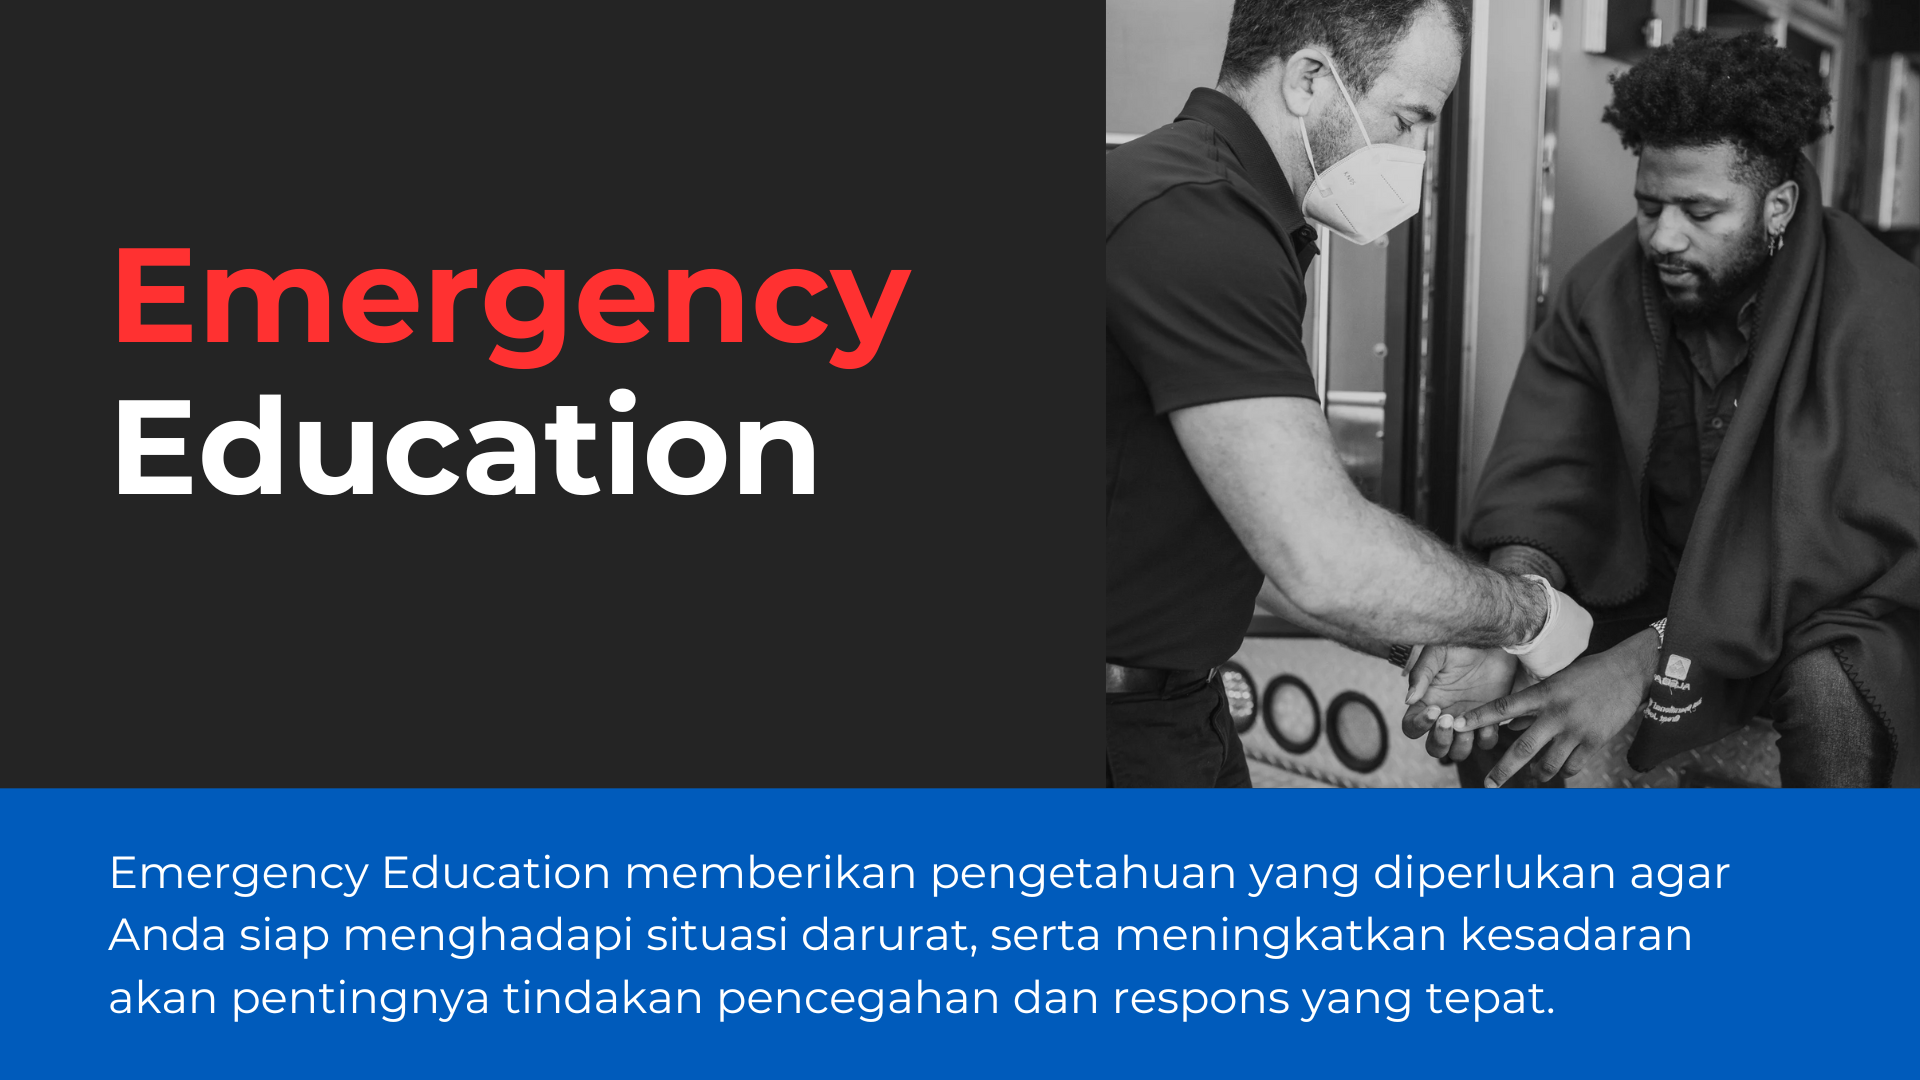 Emergency
Education
Emergency Education memberikan pengetahuan yang diperlukan agar
Anda siap menghadapi situasi darurat, serta meningkatkan kesadaran
akan pentingnya tindakan pencegahan dan respons yang tepat.